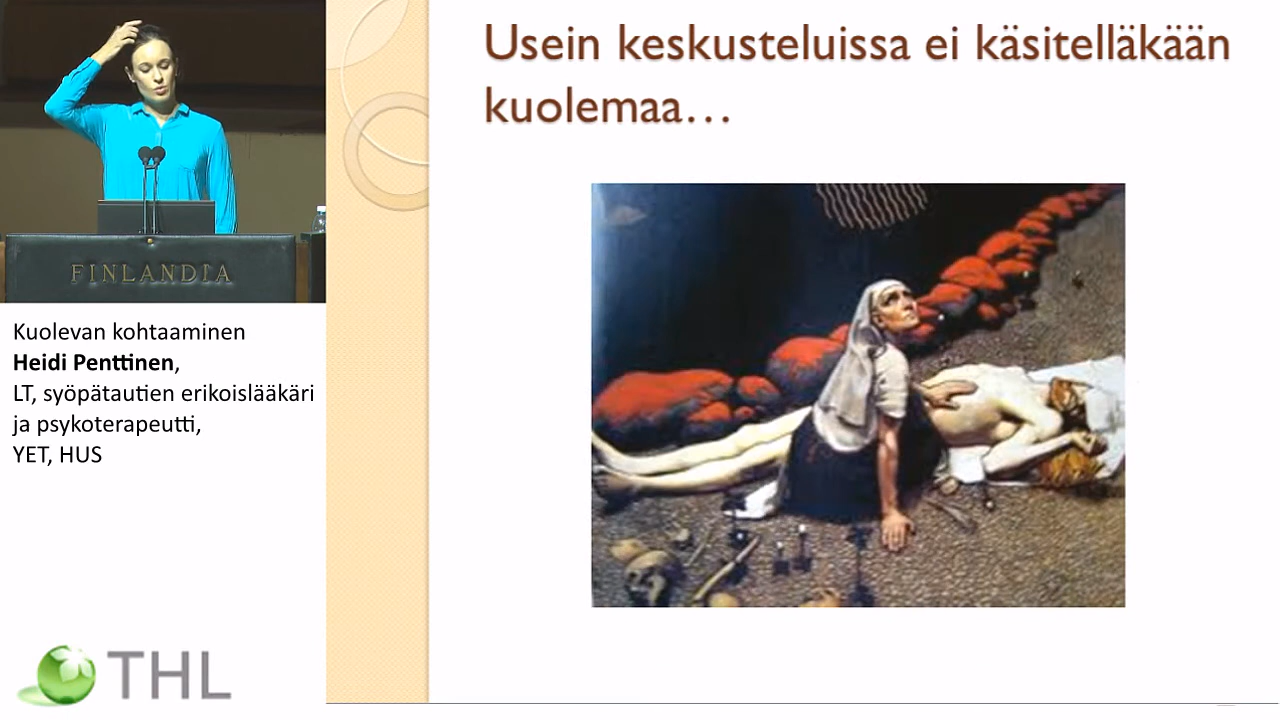 Usein keskusteluissa ei käsitelläkään
kuolemaa…
FINLANDIA
Kuolevan kohtaaminen
Heidi Penttinen,
LT, syöpätautien erikoislääkäri
ja psykoterapeutti,
YET, HUS
THL